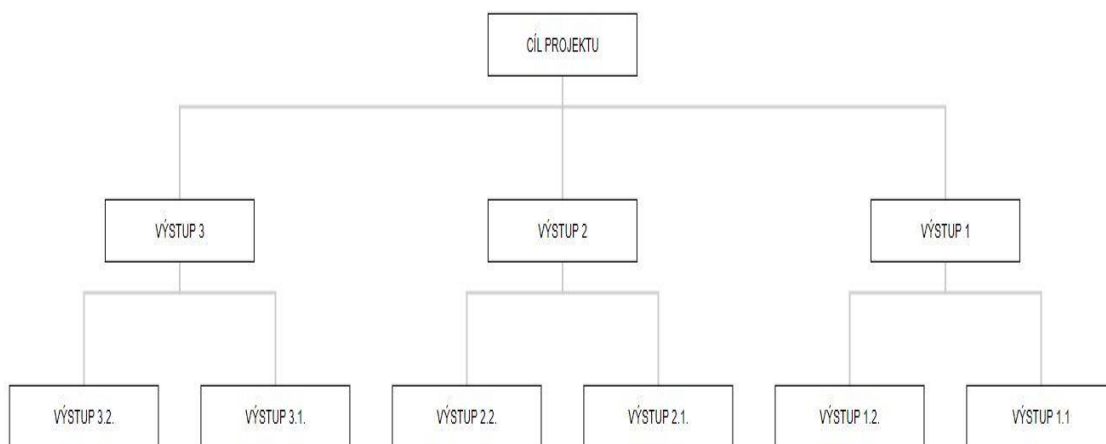 CÍL PROJEKTU
VÝSTUP 3
VÝSTUP 2
VÝSTUP 1
VÝSTUP 3.2.
VÝSTUP 3.1.
VÝSTUP 2.2.
VÝSTUP 2.1.
VÝSTUP 1.2.
VÝSTUP 1.1